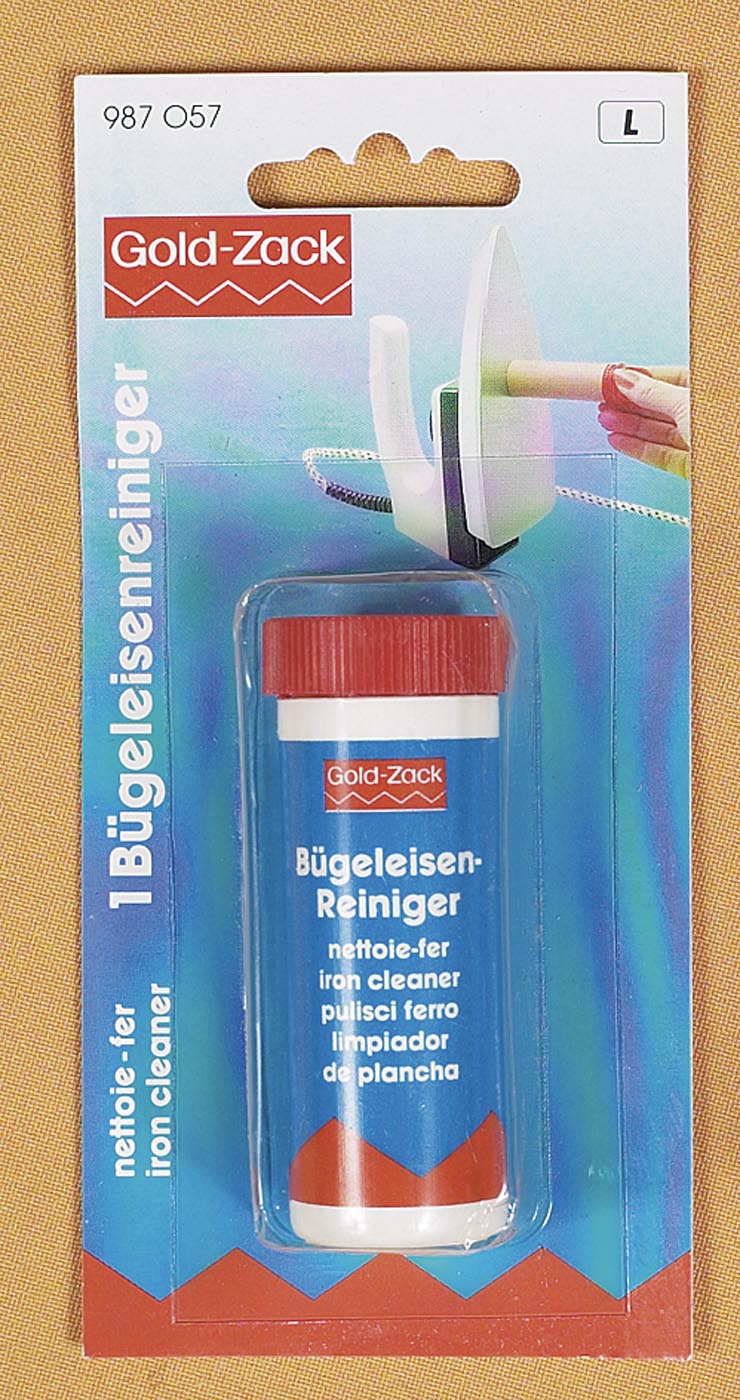 987 057
L
Gold-Zack
1 Bügeleisenreiniger
nettoie-fer
iron cleaner
Gold-Zack
Bügeleisen-
Reiniger
nettoie-fer
iron cleaner
pulisci ferro
limpiador
de plancha